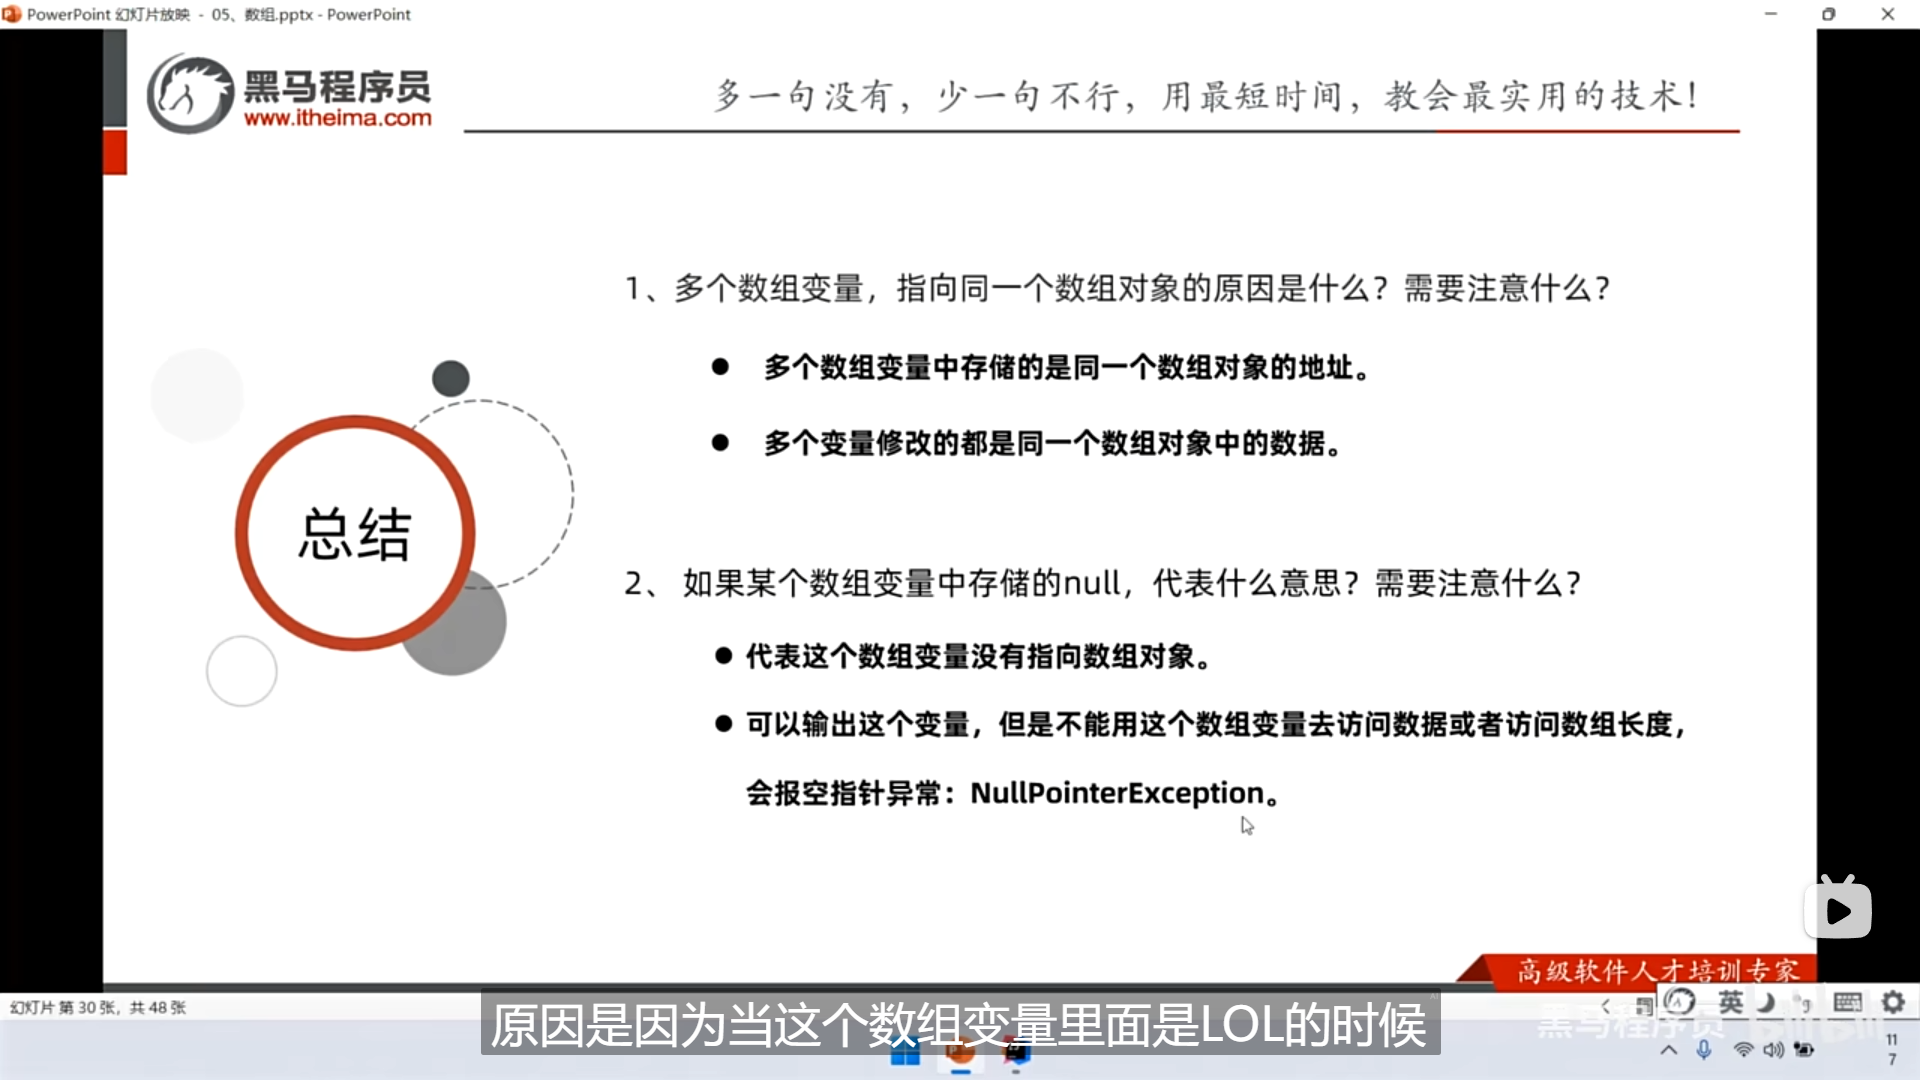 PowerPoint 幻灯片放映 - 05、数组.pptx - PowerPoint
黑马程序员
www.itheima.com
多一句没有，少一句不行，用最短时间，教会最实用的技术！
1、多个数组变量，指向同一个数组对象的原因是什么？需要注意什么？
● 多个数组变量中存储的是同一个数组对象的地址。
● 多个变量修改的都是同一个数组对象中的数据。
总结
2、 如果某个数组变量中存储的null，代表什么意思？需要注意什么？
● 代表这个数组变量没有指向数组对象。
● 可以输出这个变量，但是不能用这个数组变量去访问数据或者访问数组长度，
会报空指针异常：NullPointerException。
高级软件人才培训专家
幻灯片 第 30 张，共 48 张
原因是因为当这个数组变量里面是LOL的时候
黑马程序员
英
11
7